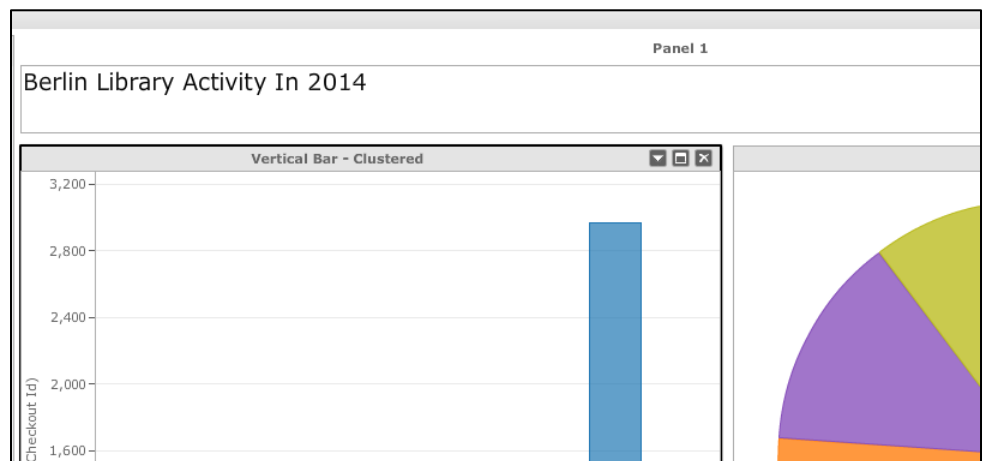 Panel 1
Berlin Library Activity In 2014
Vertical Bar - Clustered
3,200
2,800
2,400
2,000
1,600
Checkout Id)